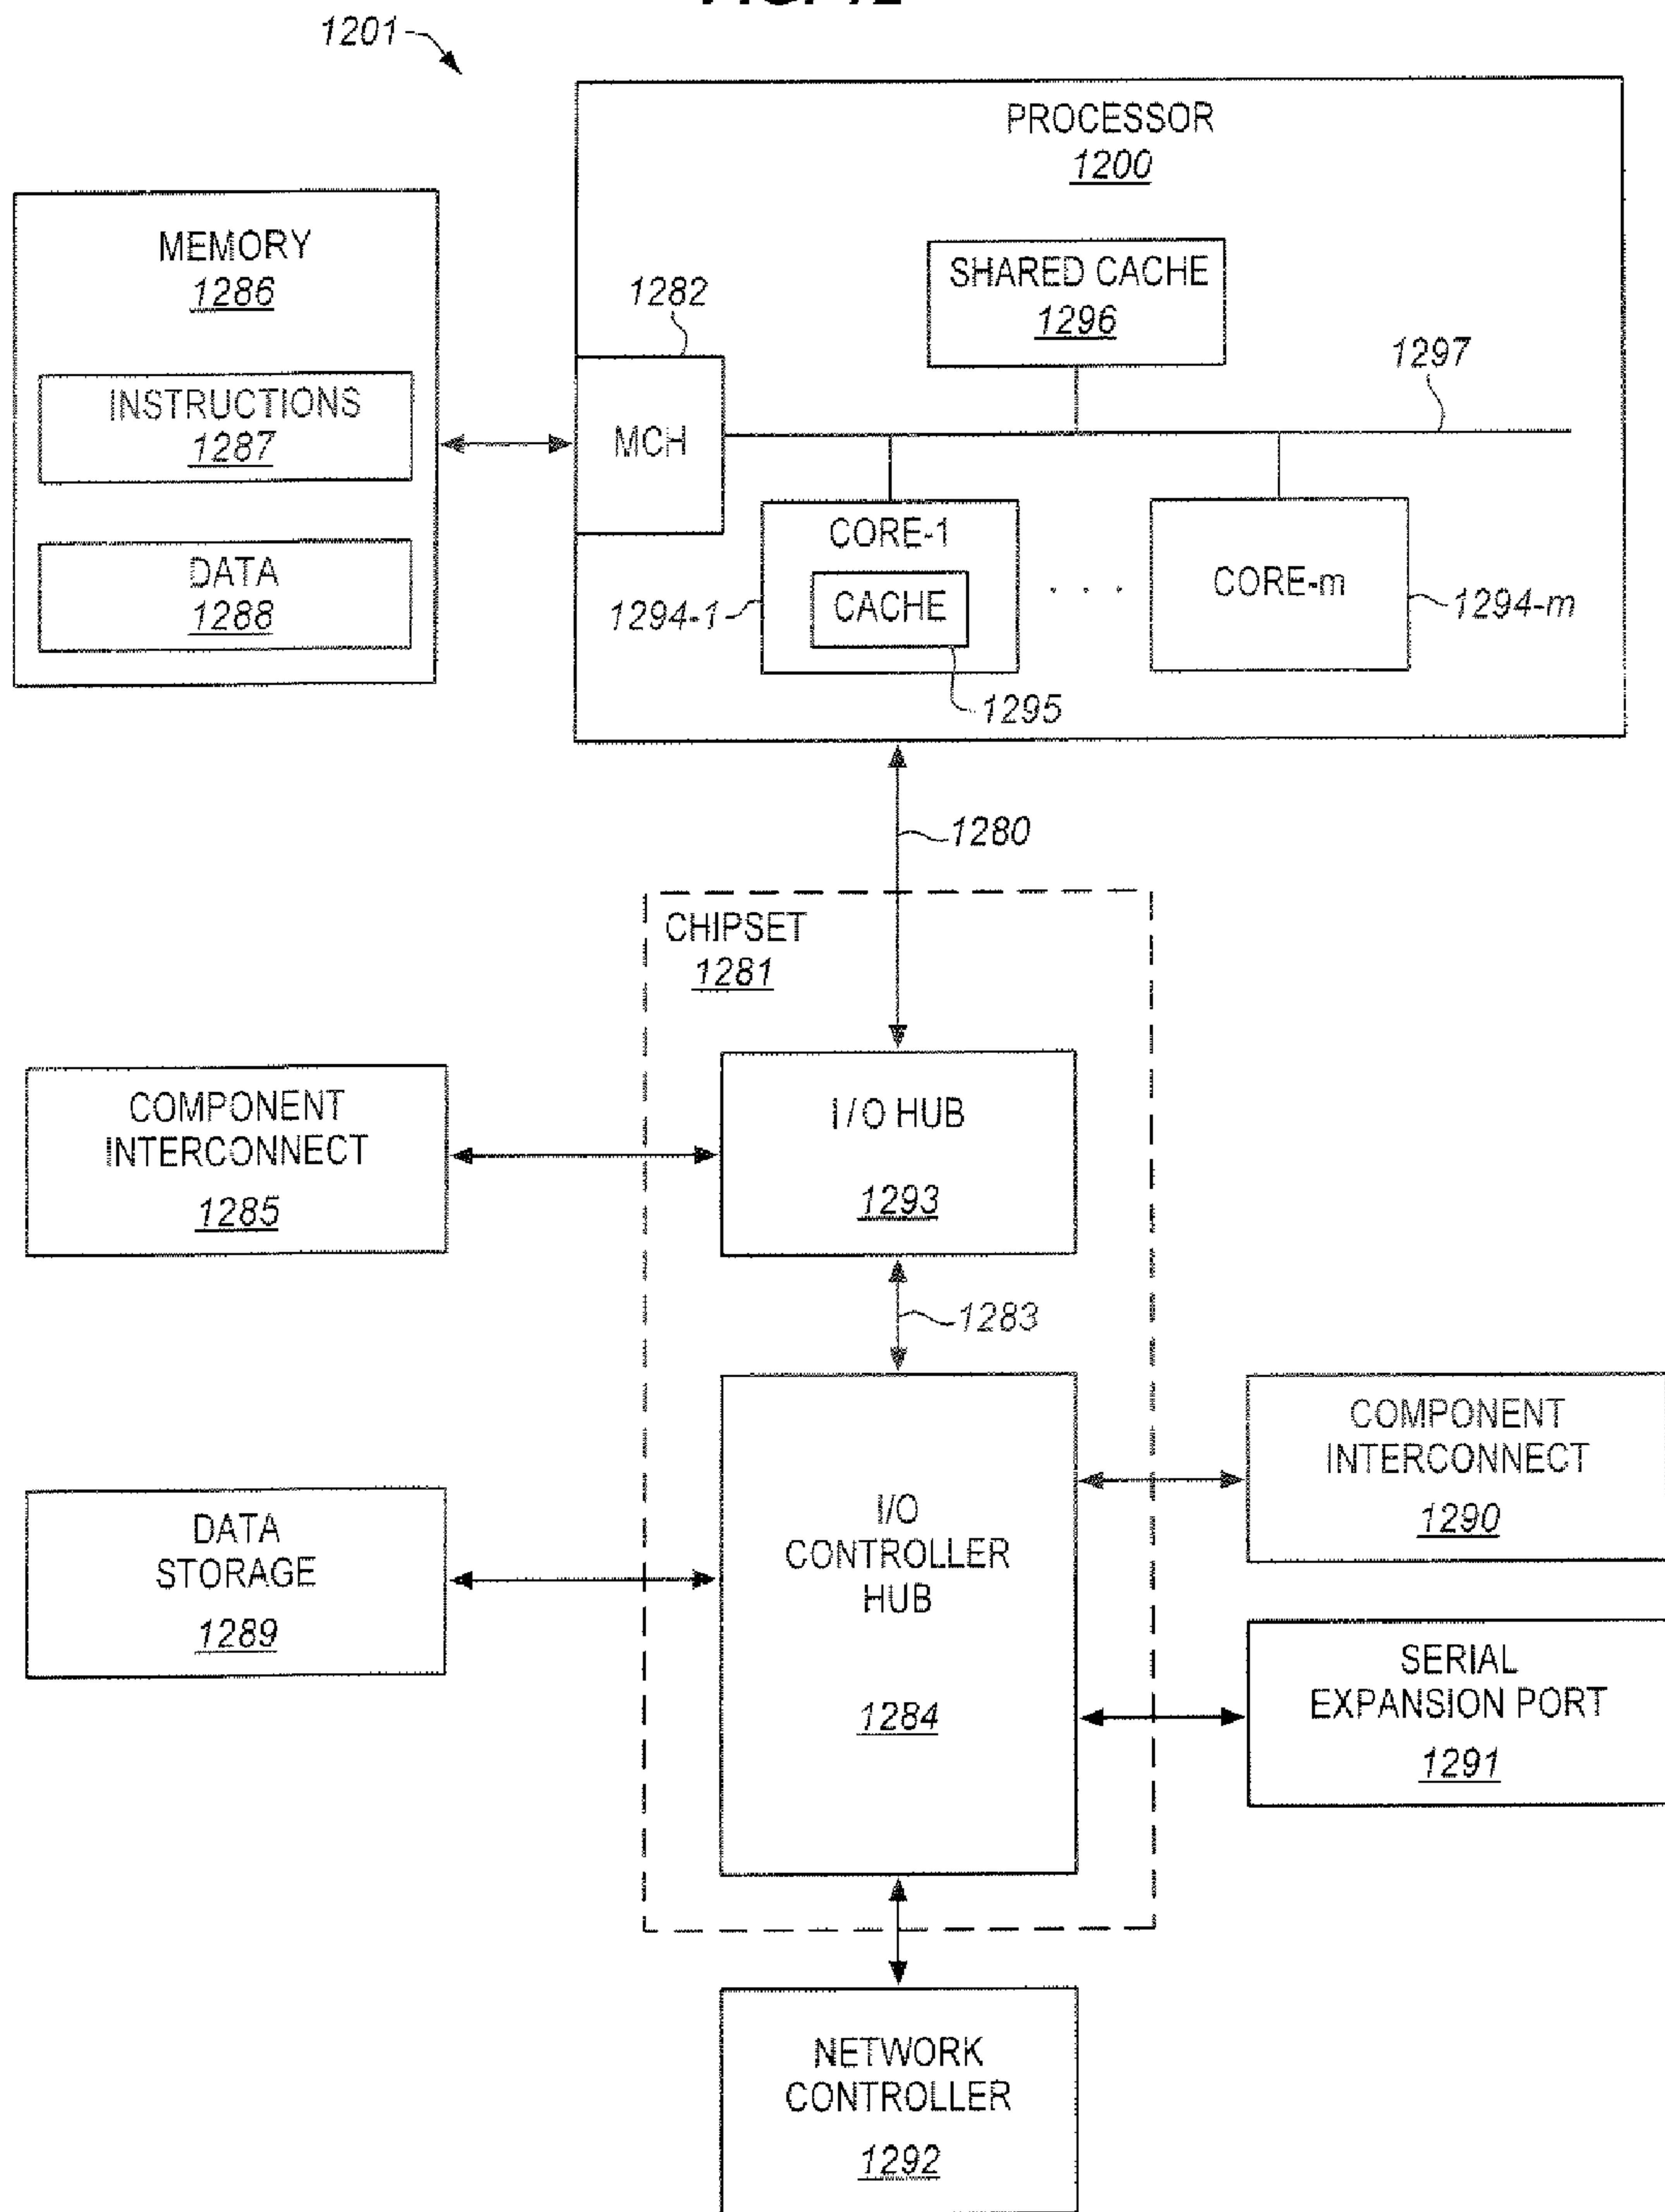 1201
PROCESSOR
1200
MEMORY
1286
INSTRUCTIONS
1287
DATA
1288
1282
MCH
SHARED CACHE
1296
1297
CORE-1
CACHE
1294-1
1295
. . . .
CORE-m
1294-m
1280
CHIPSET
1281
COMPONENT
INTERCONNECT
1285
I/O HUB
1293
1283
DATA
STORAGE
1289
I/O
CONTROLLER
HUB
1284
COMPONENT
INTERCONNECT
1290
SERIAL
EXPANSION PORT
1291
NETWORK
CONTROLLER
1292